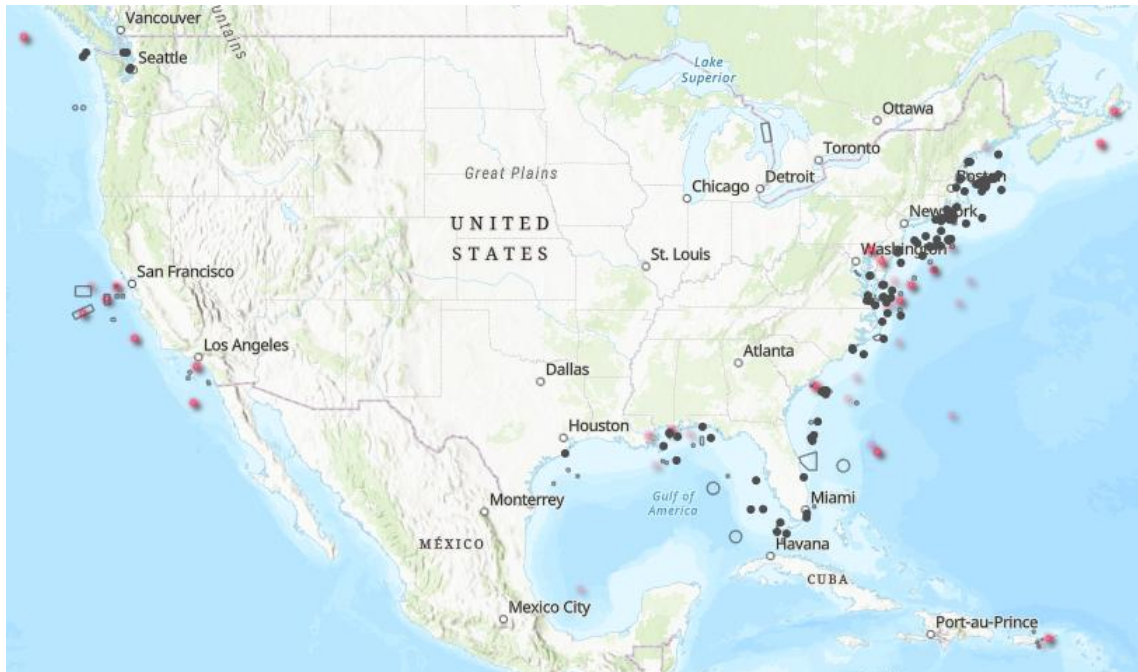 Vancouver
untains
Seattle
Lake
Superior
Ottawa
Toronto
Great Plains
Chicago
Detroit
Boston
New York
UNITED
STATES
St. Louis
Washington
San Francisco
Los Angeles
Atlanta
Dallas
Houston
Monterrey
Gulf of
America
Miami
MÉXICO
Havana
CUBA
Mexico City
Port-au-Prince